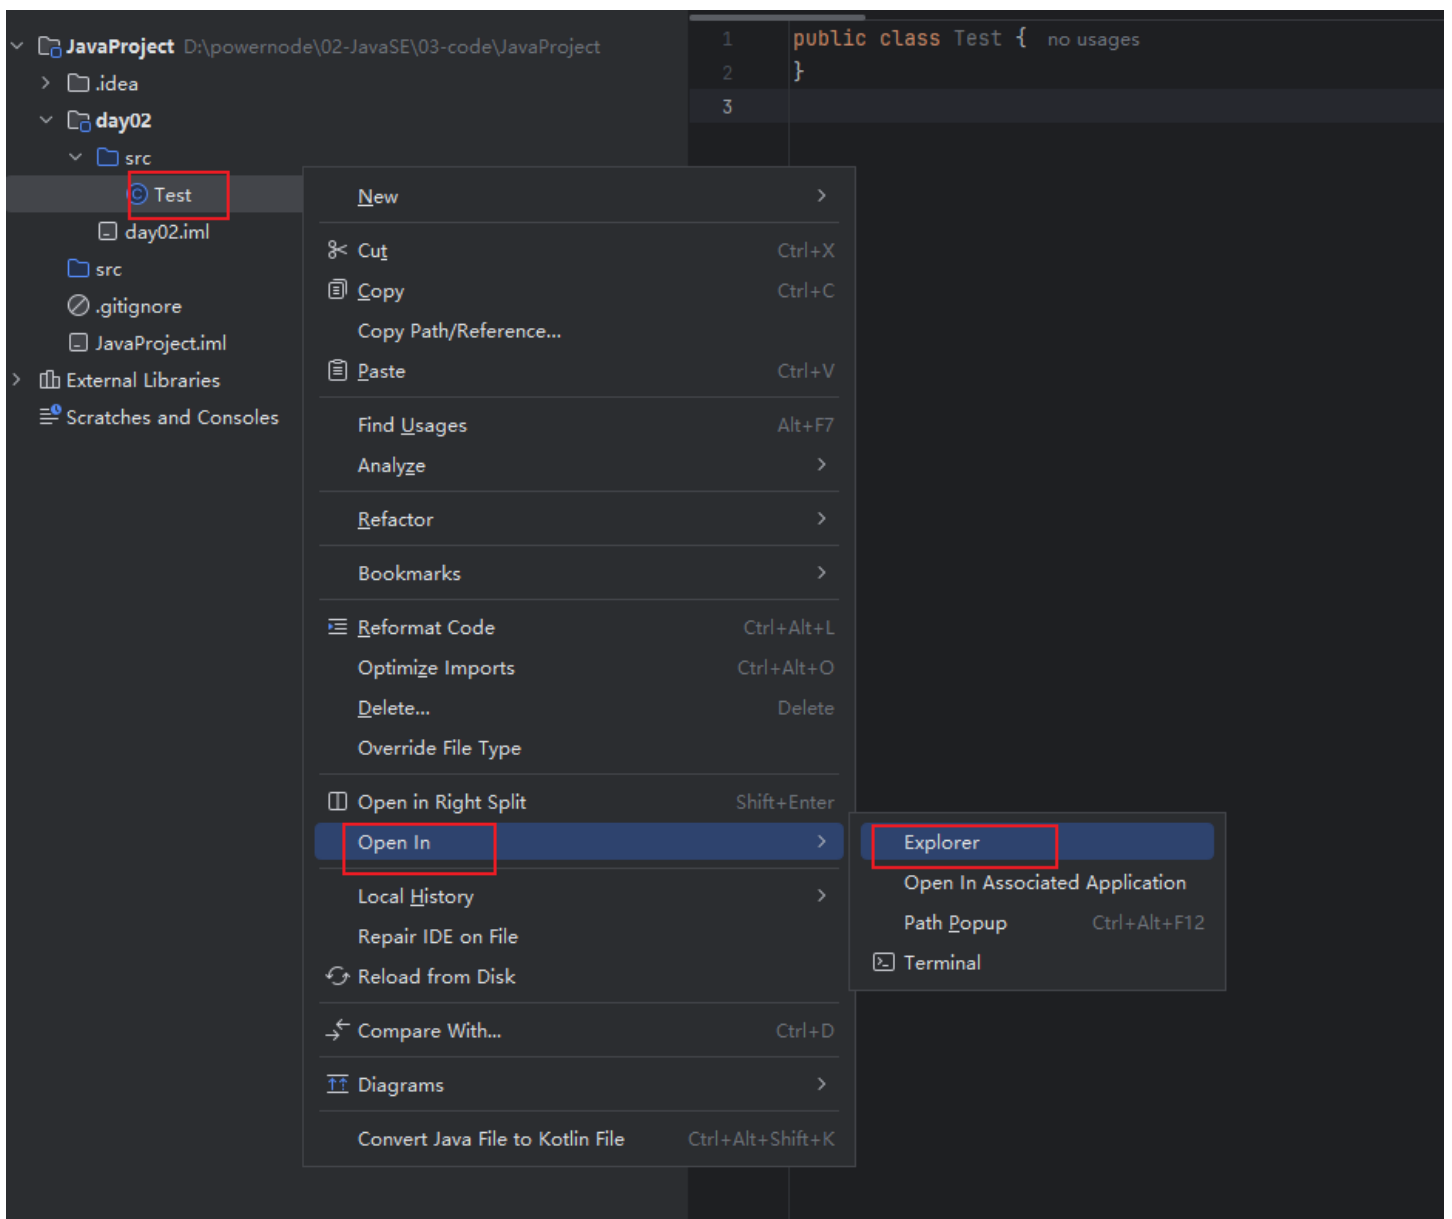 JavaProject D:\powernode\02-JavaSE\03-code\JavaProject
.idea
day02
src
Test
day02.iml
src
.gitignore
JavaProject.iml
External Libraries
Scratches and Consoles
1 public class Test { no usages
2 }
3
New
Cut Ctrl+X
Copy Ctrl+C
Copy Path/Reference...
Paste Ctrl+V
Find Usages Alt+F7
Analyze
Refactor
Bookmarks
Reformat Code Ctrl+Alt+L
Optimize Imports Ctrl+Alt+O
Delete... Delete
Override File Type
Open in Right Split Shift+Enter
Open In
Local History
Repair IDE on File
Reload from Disk
Compare With... Ctrl+D
Diagrams
Convert Java File to Kotlin File Ctrl+Alt+Shift+K
Explorer
Open In Associated Application
Path Popup Ctrl+Alt+F12
Terminal